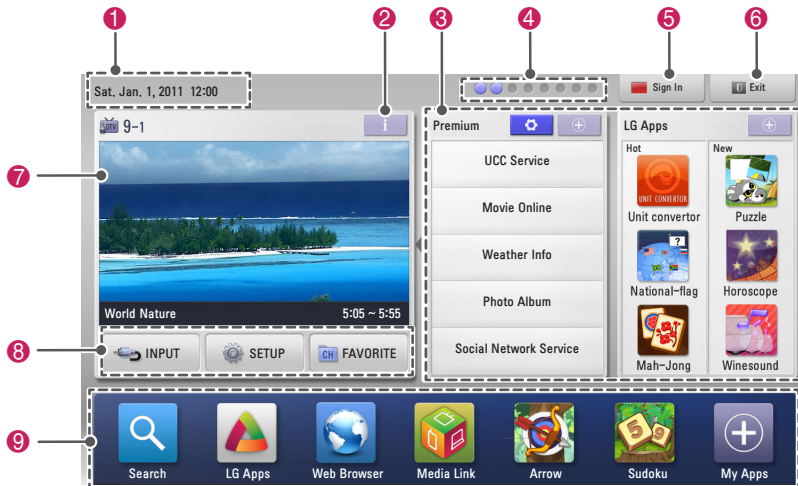 1 2 3 4 5 6
Sat. Jan. 1, 2011 12:00
Sign In
Exit
DTV 9-1
i
Premium
LG Apps
UCC Service
Movie Online
Weather Info
Photo Album
Social Network Service
Hot
New
UNIT CONVERTOR
Unit convertor
Puzzle
?
National-flag
Horoscope
Mah-Jong
Winesound
7
World Nature 5:05 ~ 5:55
8
INPUT
SETUP
CH FAVORITE
9
5 9
Search
LG Apps
Web Browser
Media Link
Arrow
Sudoku
My Apps